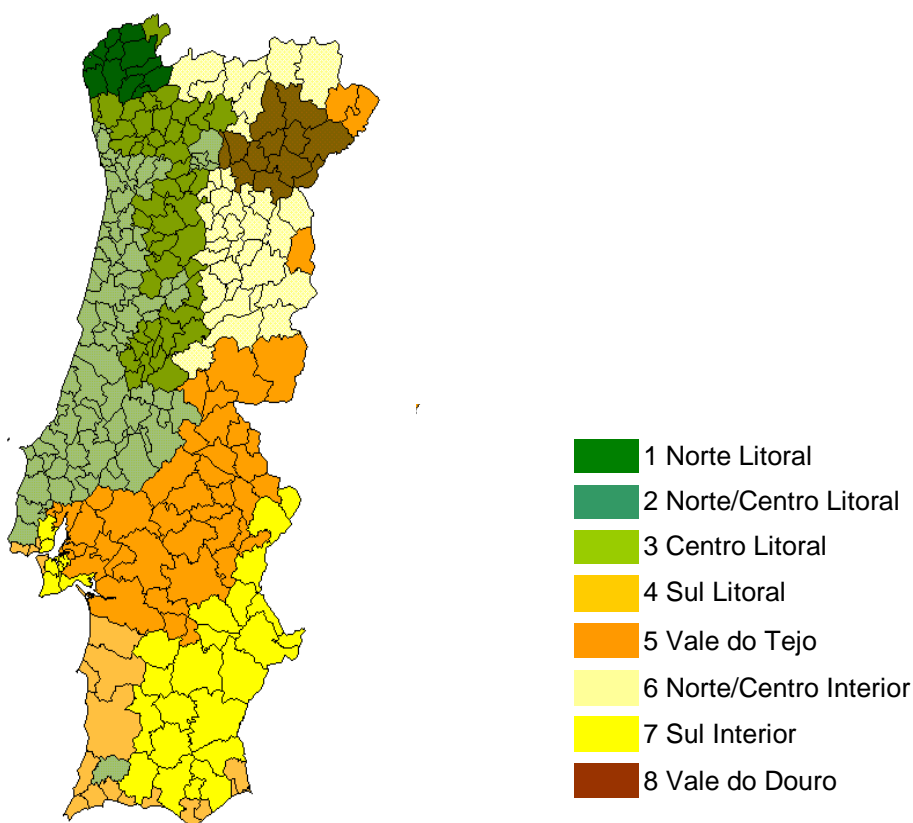 1 Norte Litoral
2 Norte/Centro Litoral
3 Centro Litoral
4 Sul Litoral
5 Vale do Tejo
6 Norte/Centro Interior
7 Sul Interior
8 Vale do Douro